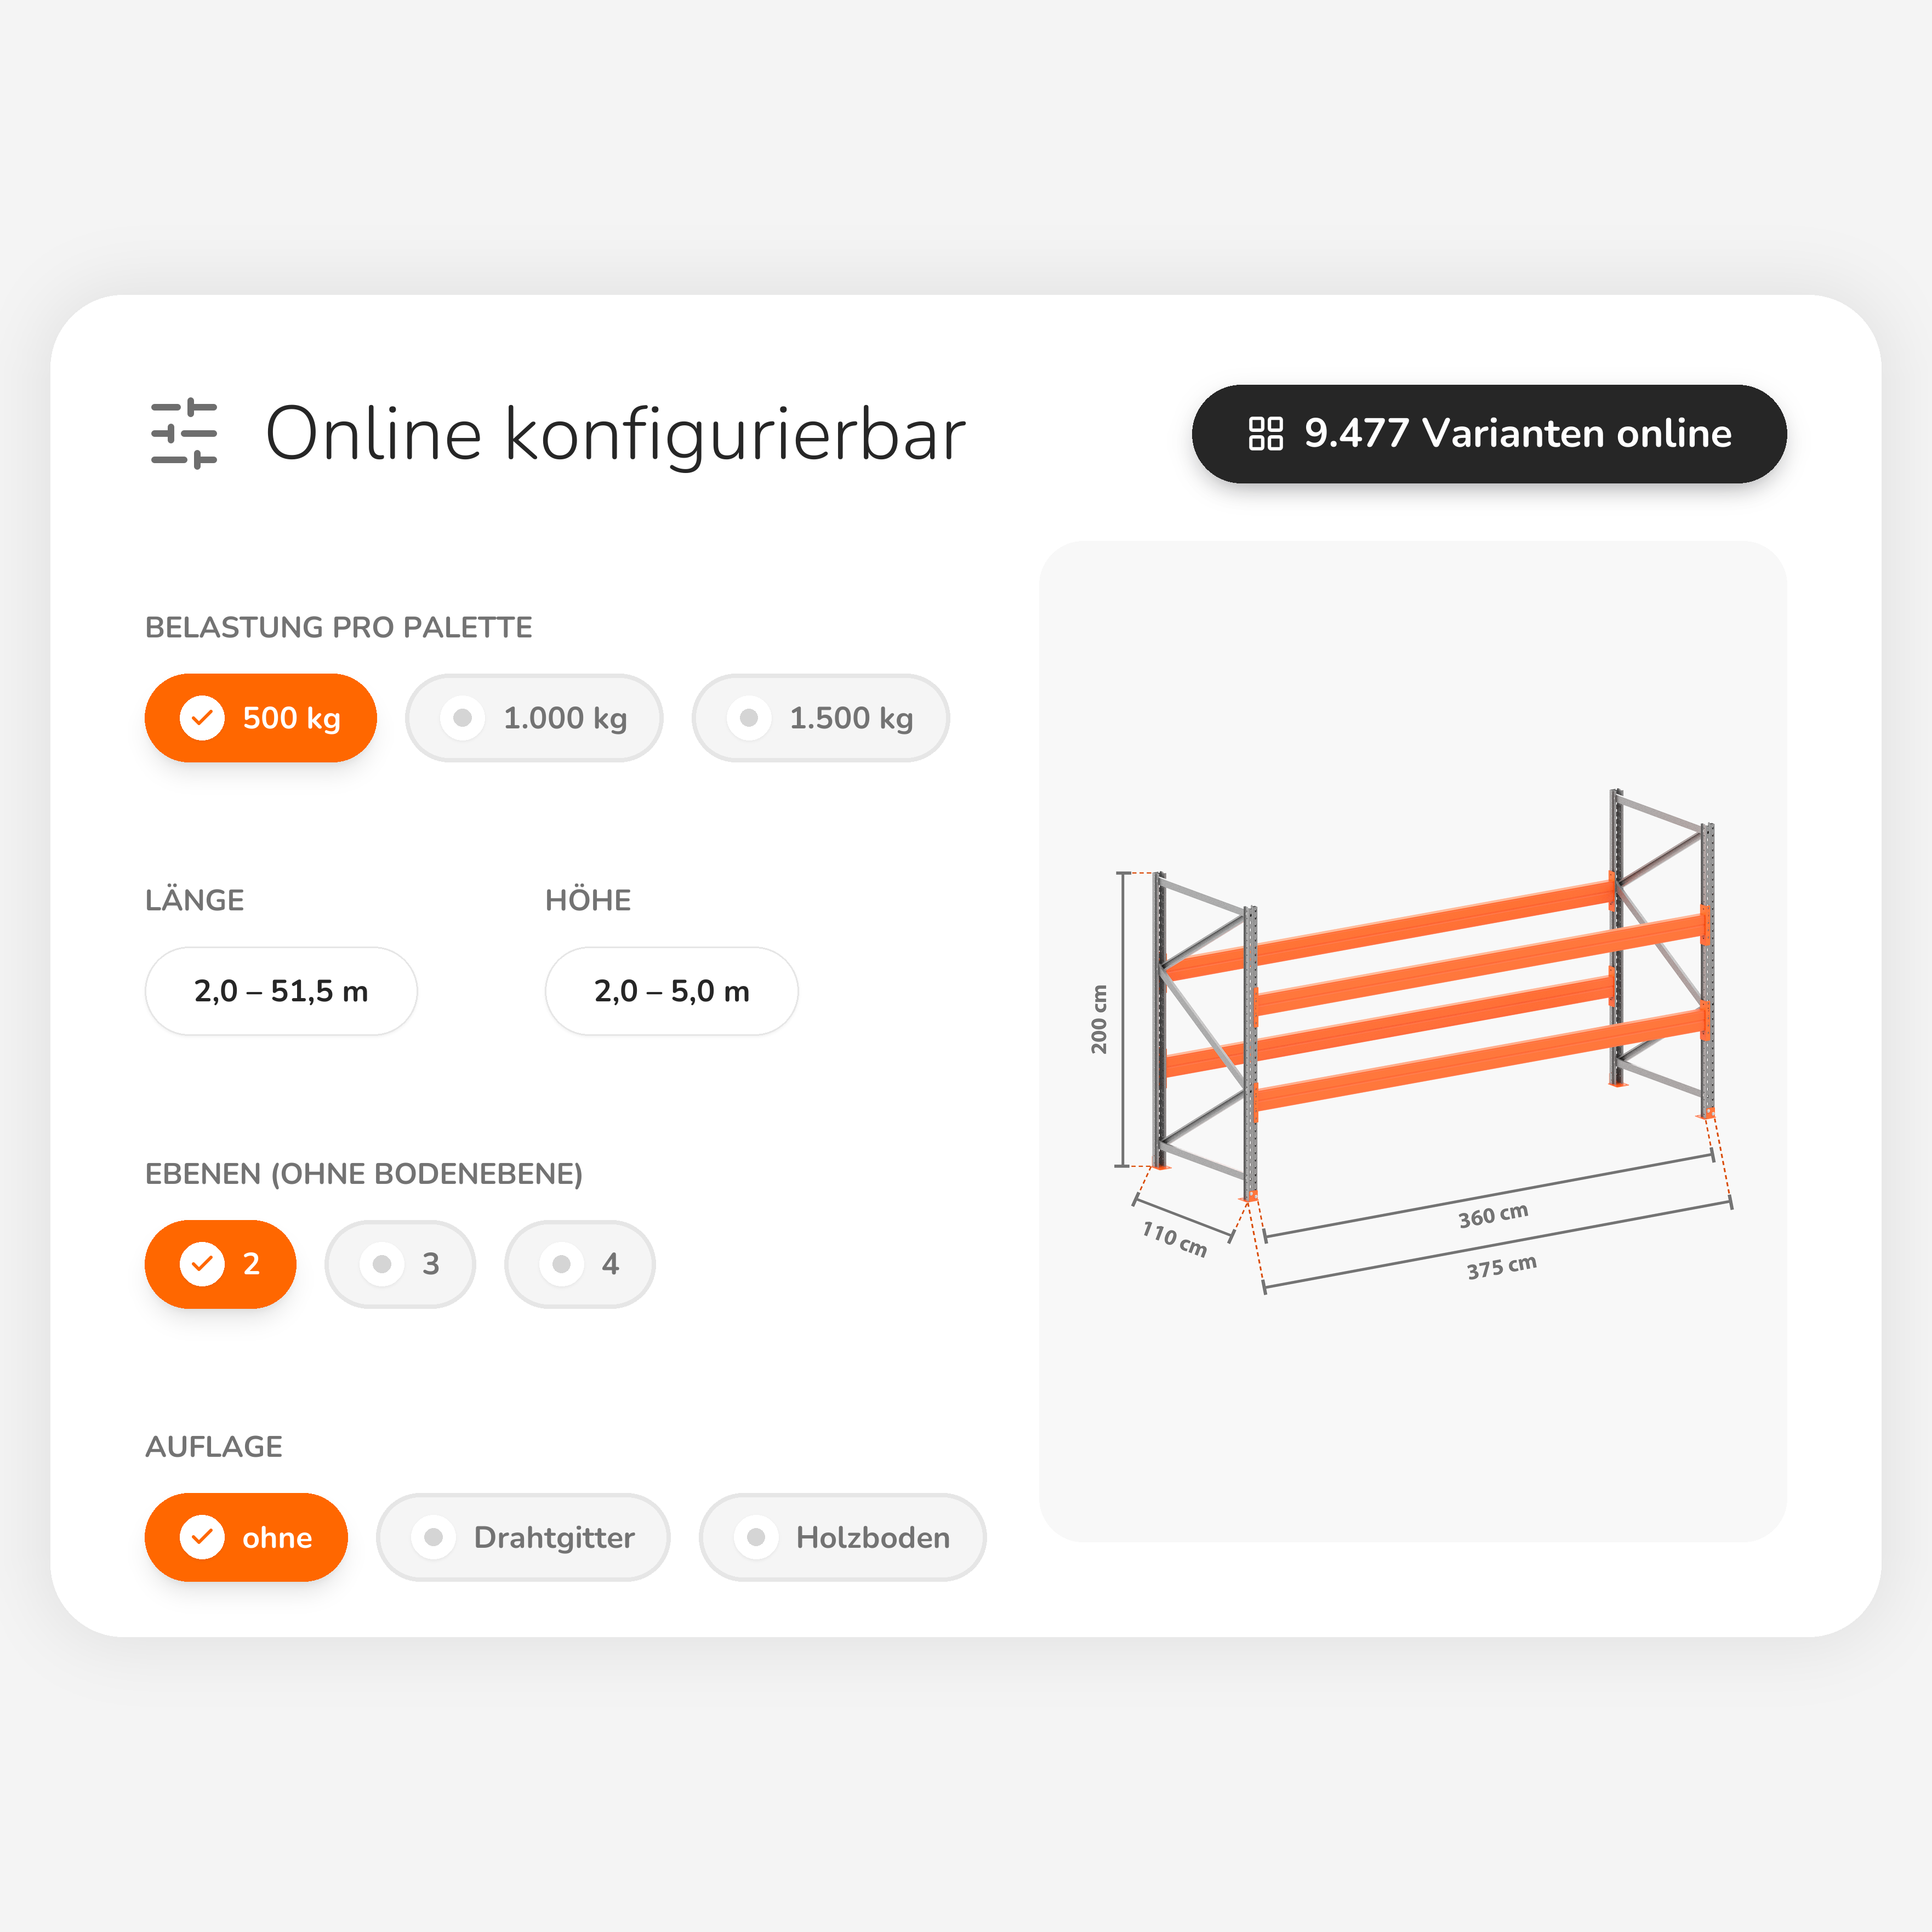 Online konfigurierbar
9.477 Varianten online
BELASTUNG PRO PALETTE
500 kg
1.000 kg
1.500 kg
LÄNGE
HÖHE
2,0 – 51,5 m
2,0 – 5,0 m
EBENEN (OHNE BODENEBENE)
2
3
4
AUFLAGE
ohne
Drahtgitter
Holzboden
200 cm
110 cm
360 cm
375 cm